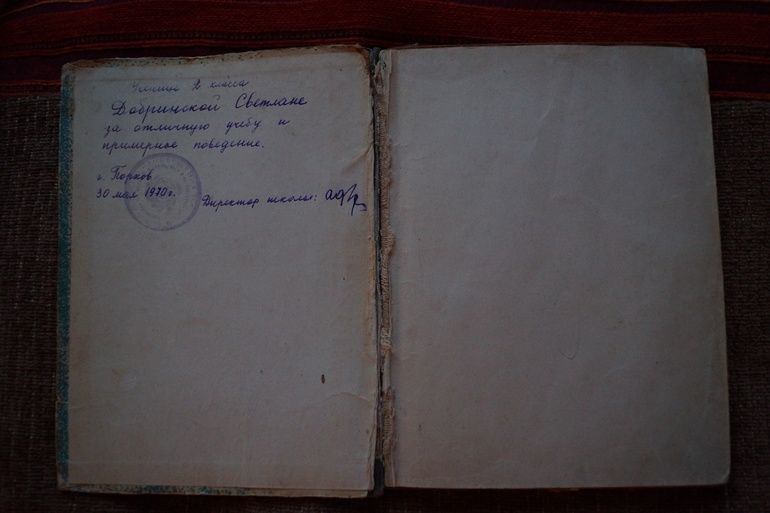 Ученице 2 класса
Добринской Светлане
за отличную учебу и
примерное поведение.
г. Порхов
30 мая 1970 г.
Директор школы: